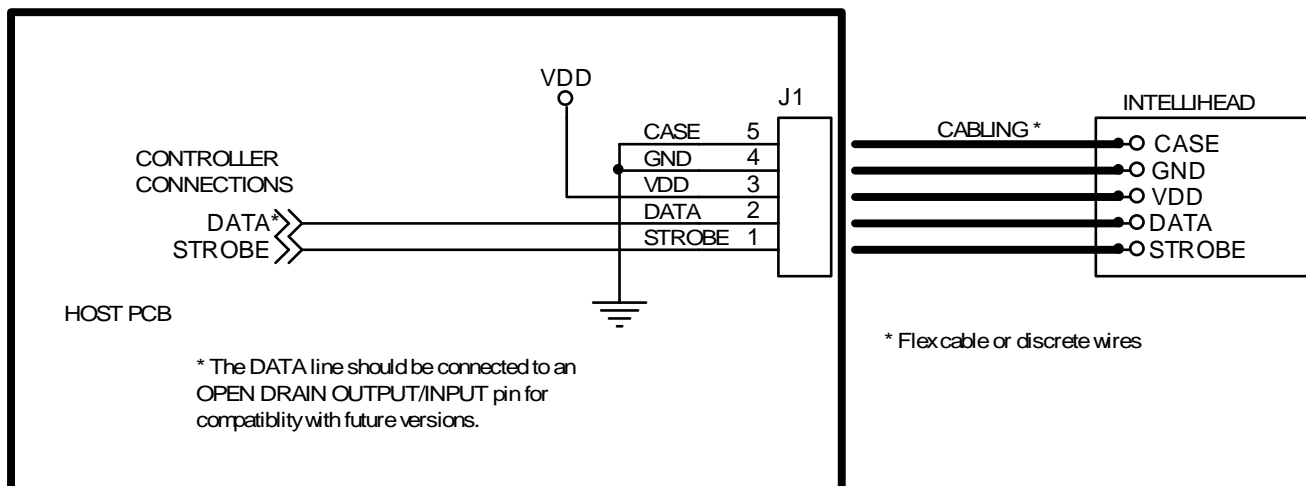 VDD
J1
INTELLIHEAD
CASE 5
GND 4
VDD 3
DATA 2
STROBE 1
CABLING *
CASE
GND
VDD
DATA
STROBE
CONTROLLER
CONNECTIONS
DATA*
STROBE
HOST PCB
* The DATA line should be connected to an
OPEN DRAIN OUTPUT/INPUT pin for
compatiblity with future versions.
* Flex cable or discrete wires